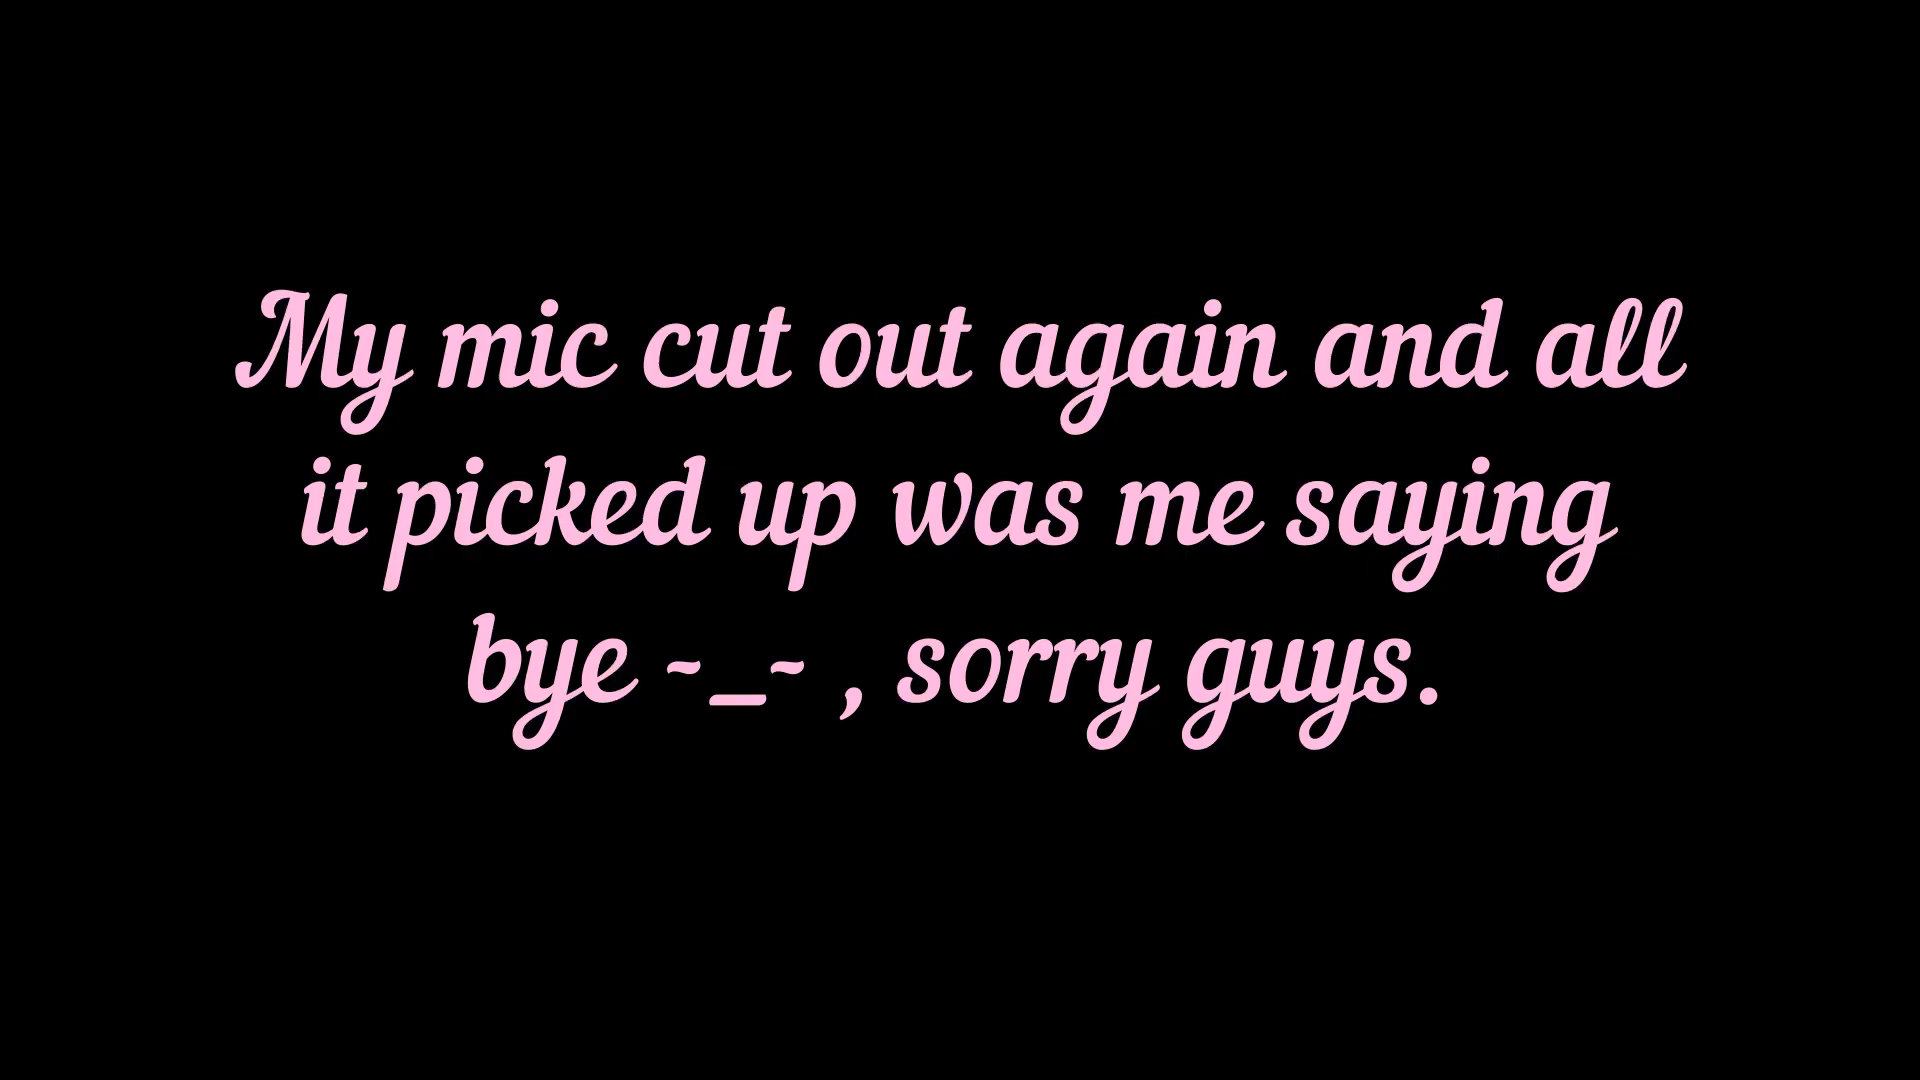 My mic cut out again and all
it picked up was me saying
bye ~_~ , sorry guys.